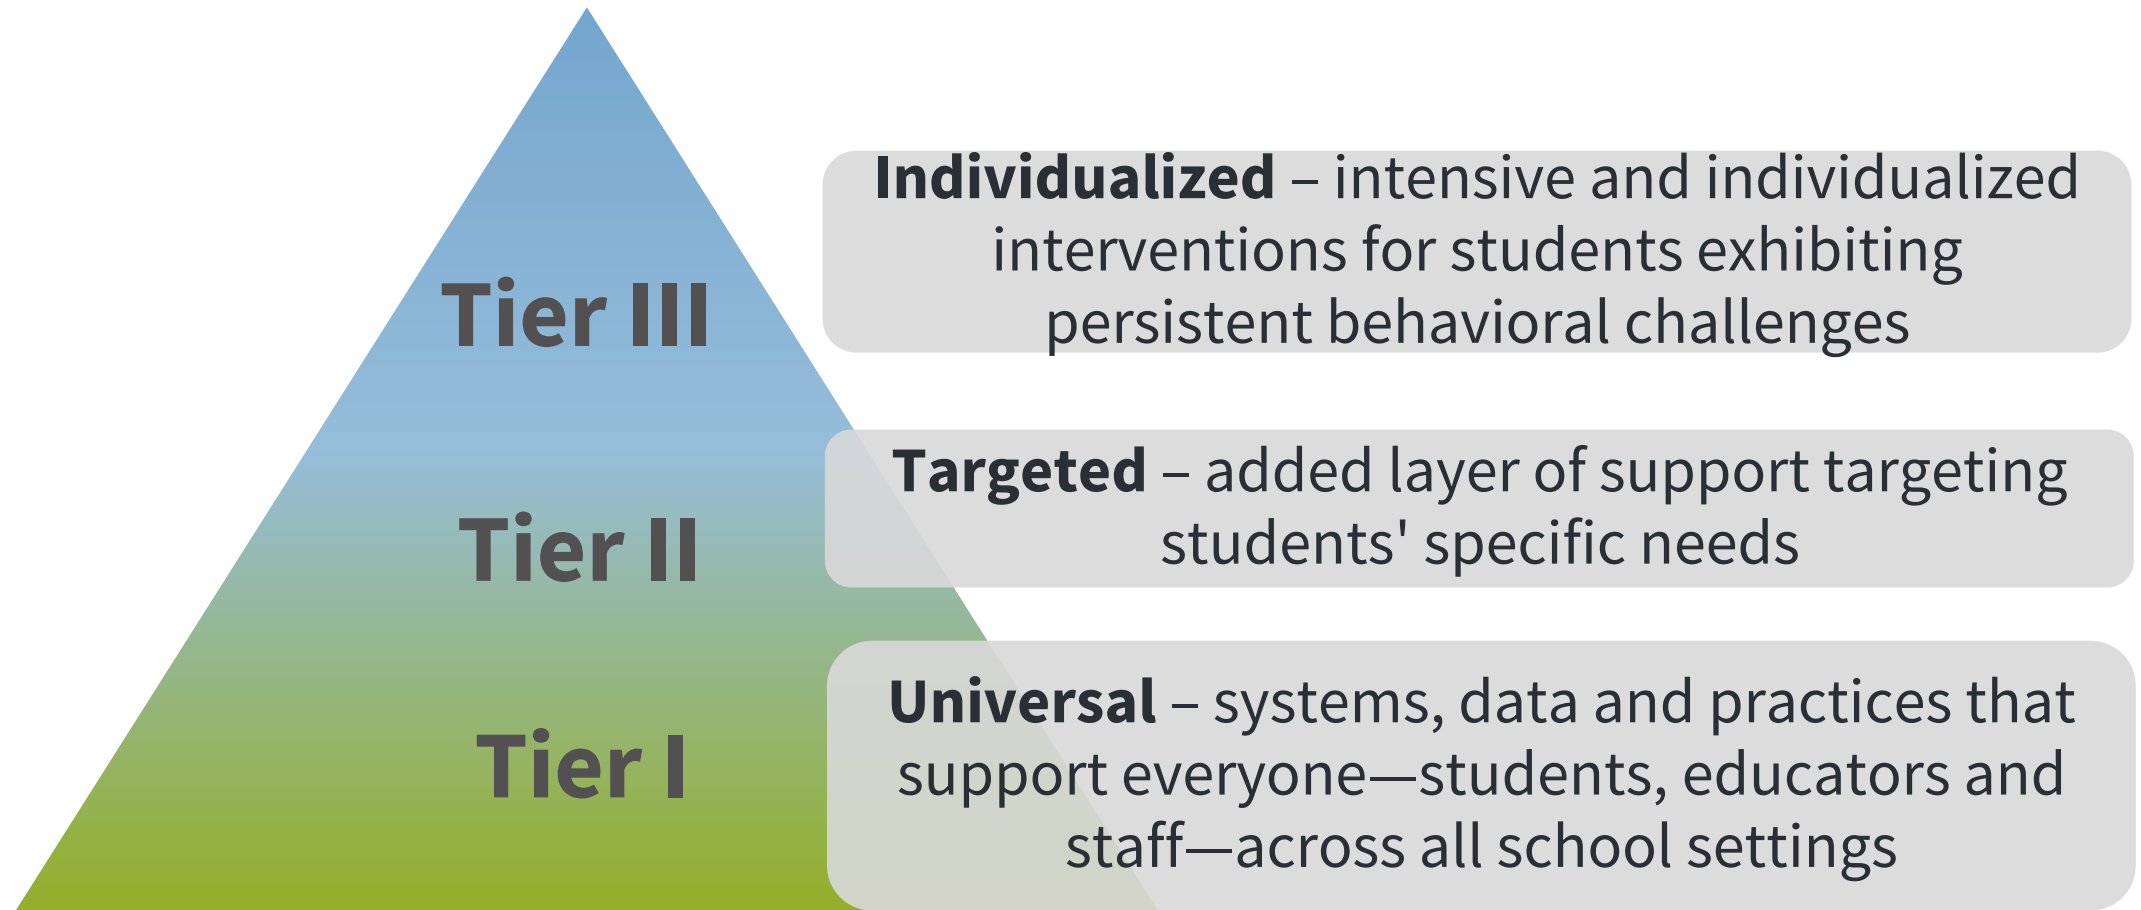 Individualized – intensive and individualized
interventions for students exhibiting
persistent behavioral challenges
Tier III
Targeted – added layer of support targeting
students' specific needs
Tier II
Universal – systems, data and practices that
support everyone—students, educators and
staff—across all school settings
Tier I